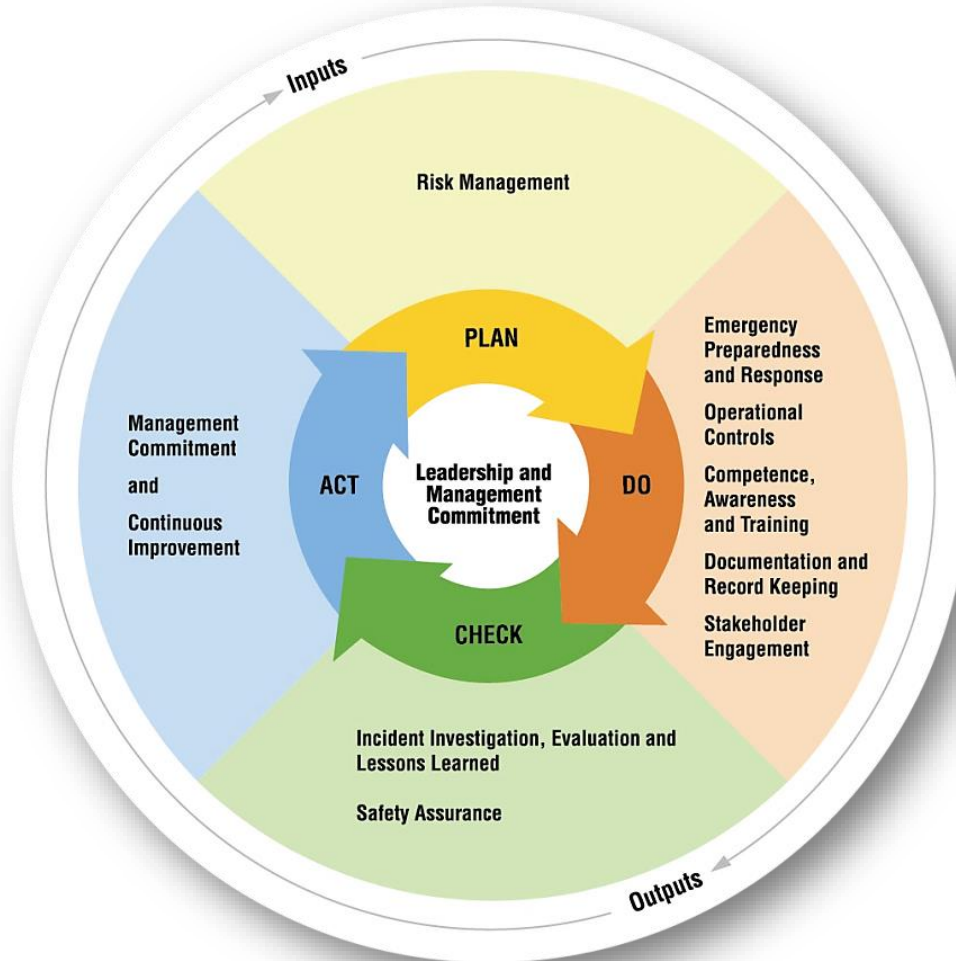 Inputs
Risk Management
PLAN
Emergency
Preparedness
and Response
Operational
Controls
Competence,
Awareness
and Training
Documentation and
Record Keeping
Stakeholder
Engagement
DO
Management
Commitment
and
Continuous
Improvement
ACT
Leadership and
Management
Commitment
CHECK
Incident Investigation, Evaluation and
Lessons Learned
Safety Assurance
Outputs